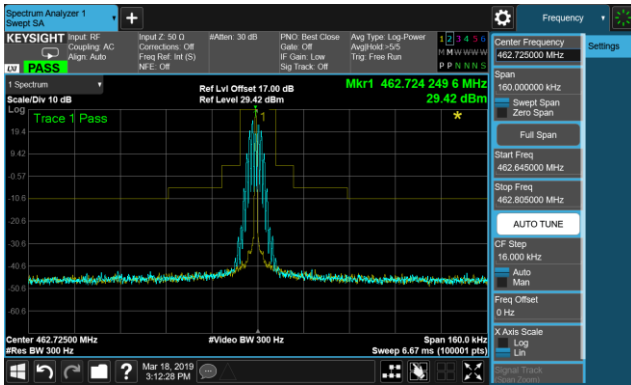 Spectrum Analyzer 1
Swept SA
Frequency
KEYSIGHT
Input: RF
Coupling: AC
Align: Auto
Input Z: 50 Ω
Corrections: Off
Freq Ref: Int (S)
NFE: Off
#Atten: 30 dB
PNO: Best Close
Gate: Off
IF Gain: Low
Sig Track: Off
Avg Type: Log-Power
Avg|Hold:>5/5
Trig: Free Run
1 2 3 4 5 6
M M W W W W
P P N N N S
LXI
PASS
1 Spectrum
Scale/Div 10 dB
Ref Lvl Offset 17.00 dB
Ref Level 29.42 dBm
Mkr1 462.724 249 6 MHz
29.42 dBm
Log
Trace 1 Pass
1
19.4
9.42
-0.57
-10.6
-20.6
-30.6
-40.6
-50.6
-60.6
Center 462.72500 MHz
#Res BW 300 Hz
#Video BW 300 Hz
Span 160.0 kHz
Sweep 6.67 ms (100001 pts)
Center Frequency
462.725000 MHz
Settings
Span
160.000000 kHz
Swept Span
Zero Span
Full Span
Start Freq
462.645000 MHz
Stop Freq
462.805000 MHz
AUTO TUNE
CF Step
16.000 kHz
Auto
Man
Freq Offset
0 Hz
X Axis Scale
Log
Lin
Signal Track
(Span Zoom)
?
Mar 18, 2019
3:12:28 PM